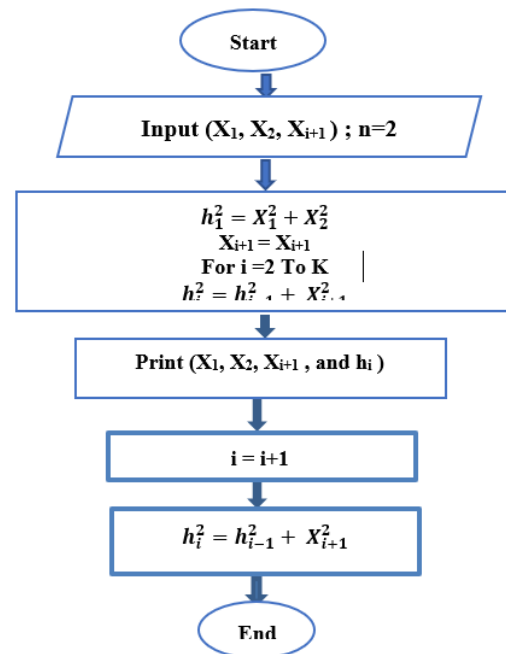 Start
Input (X₁, X₂, Xᵢ₊₁) ; n=2
h₁² = X₁² + X₂²
Xᵢ₊₁ = Xᵢ₊₁
For i =2 To K
Print (X₁, X₂, Xᵢ₊₁ , and hᵢ )
i = i+1
hᵢ² = hᵢ₋₁² + Xᵢ₊₁²
End